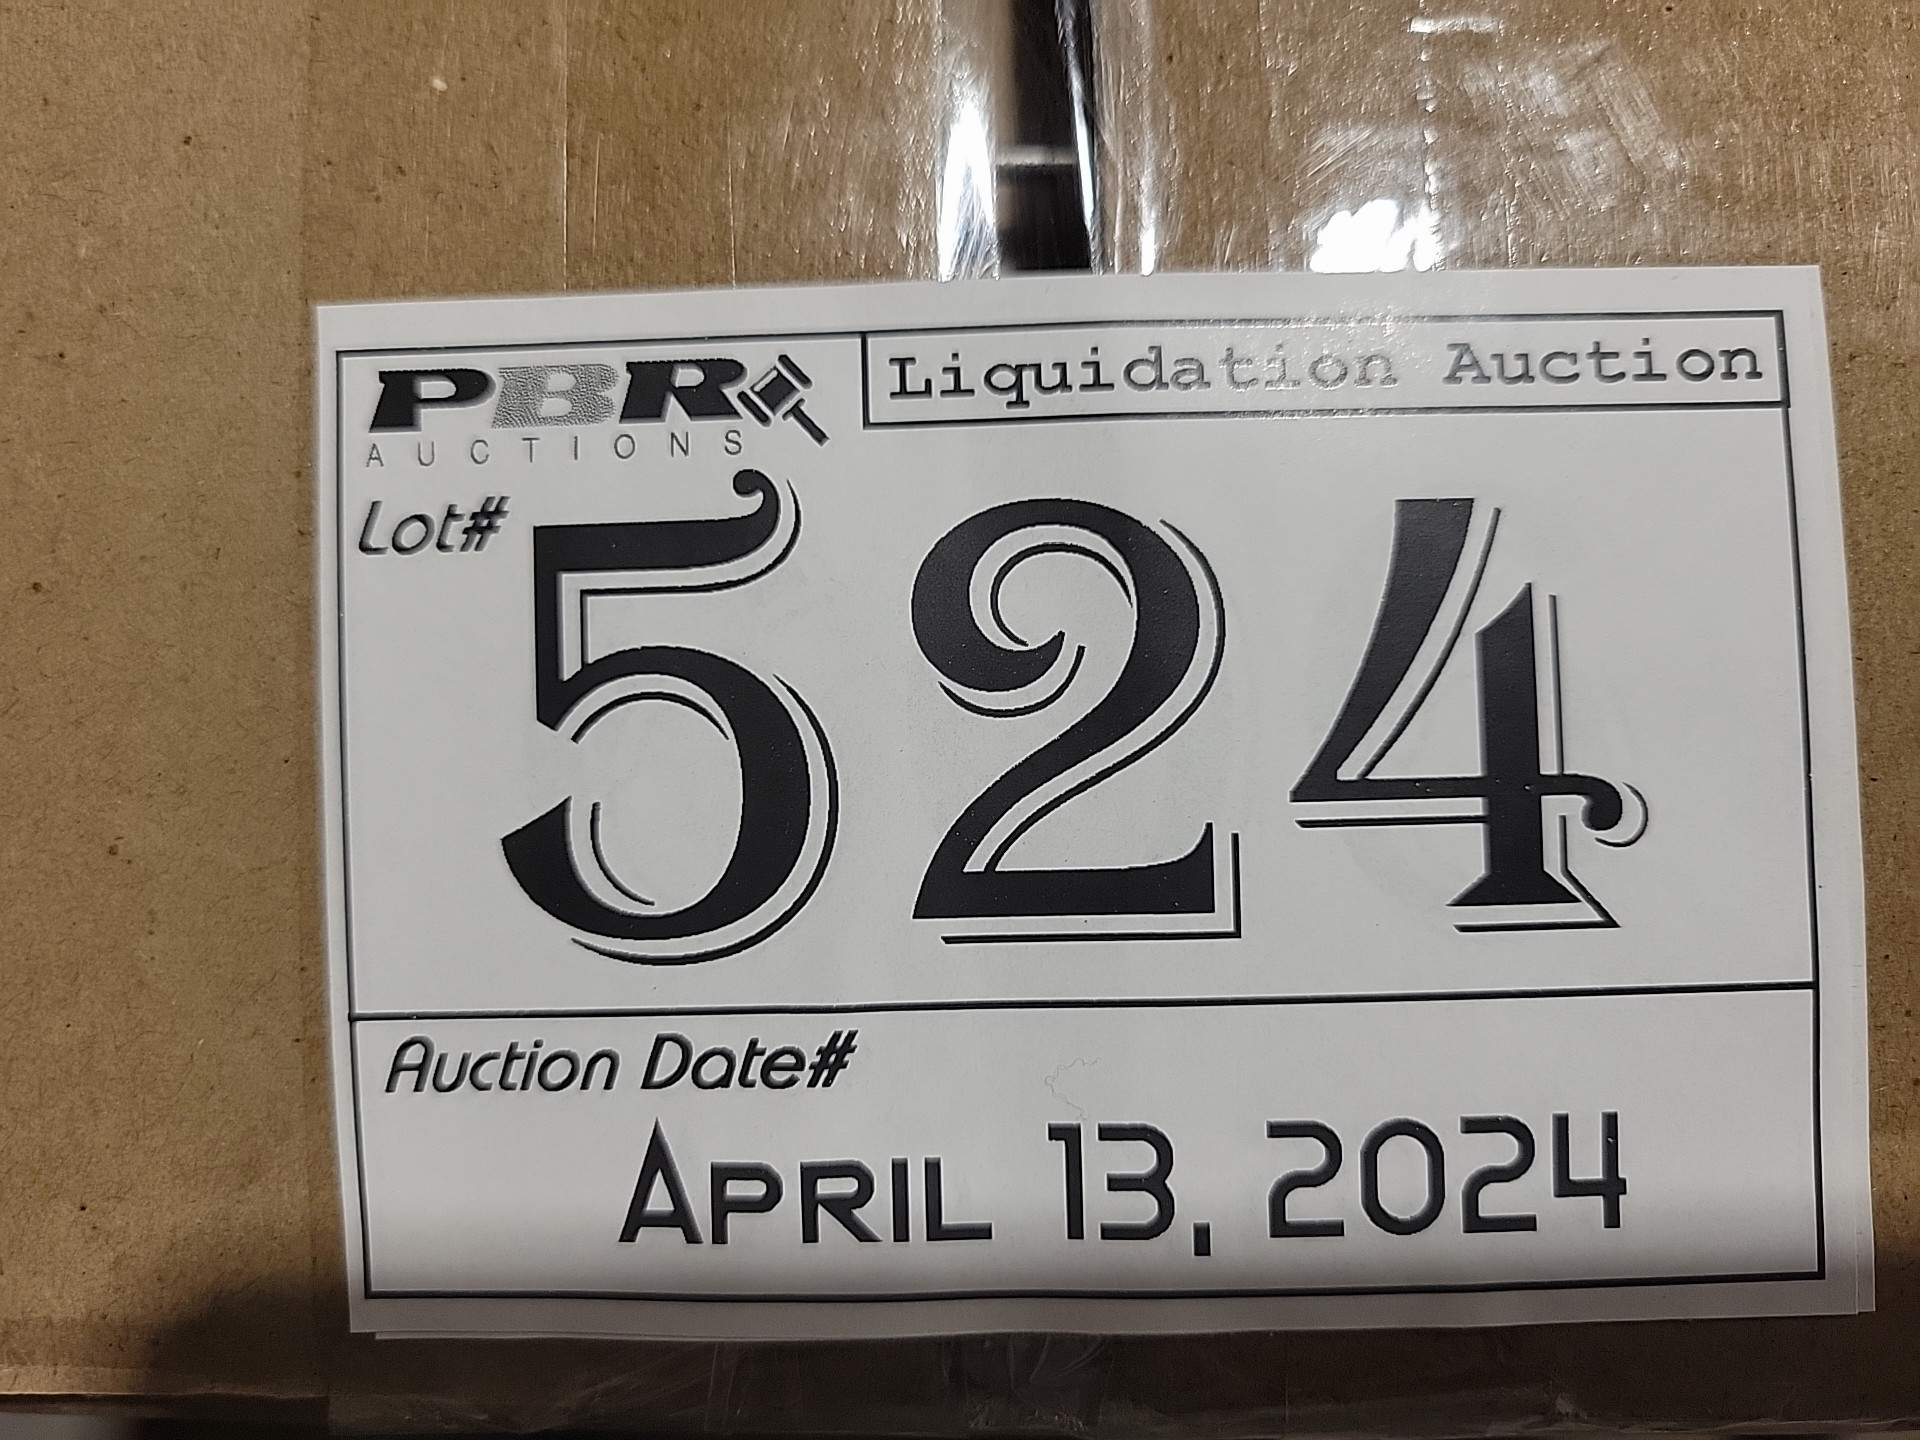 PBR
AUCTIONS
Liquidation Auction
Lot#
524
Auction Date#
APRIL 13, 2024